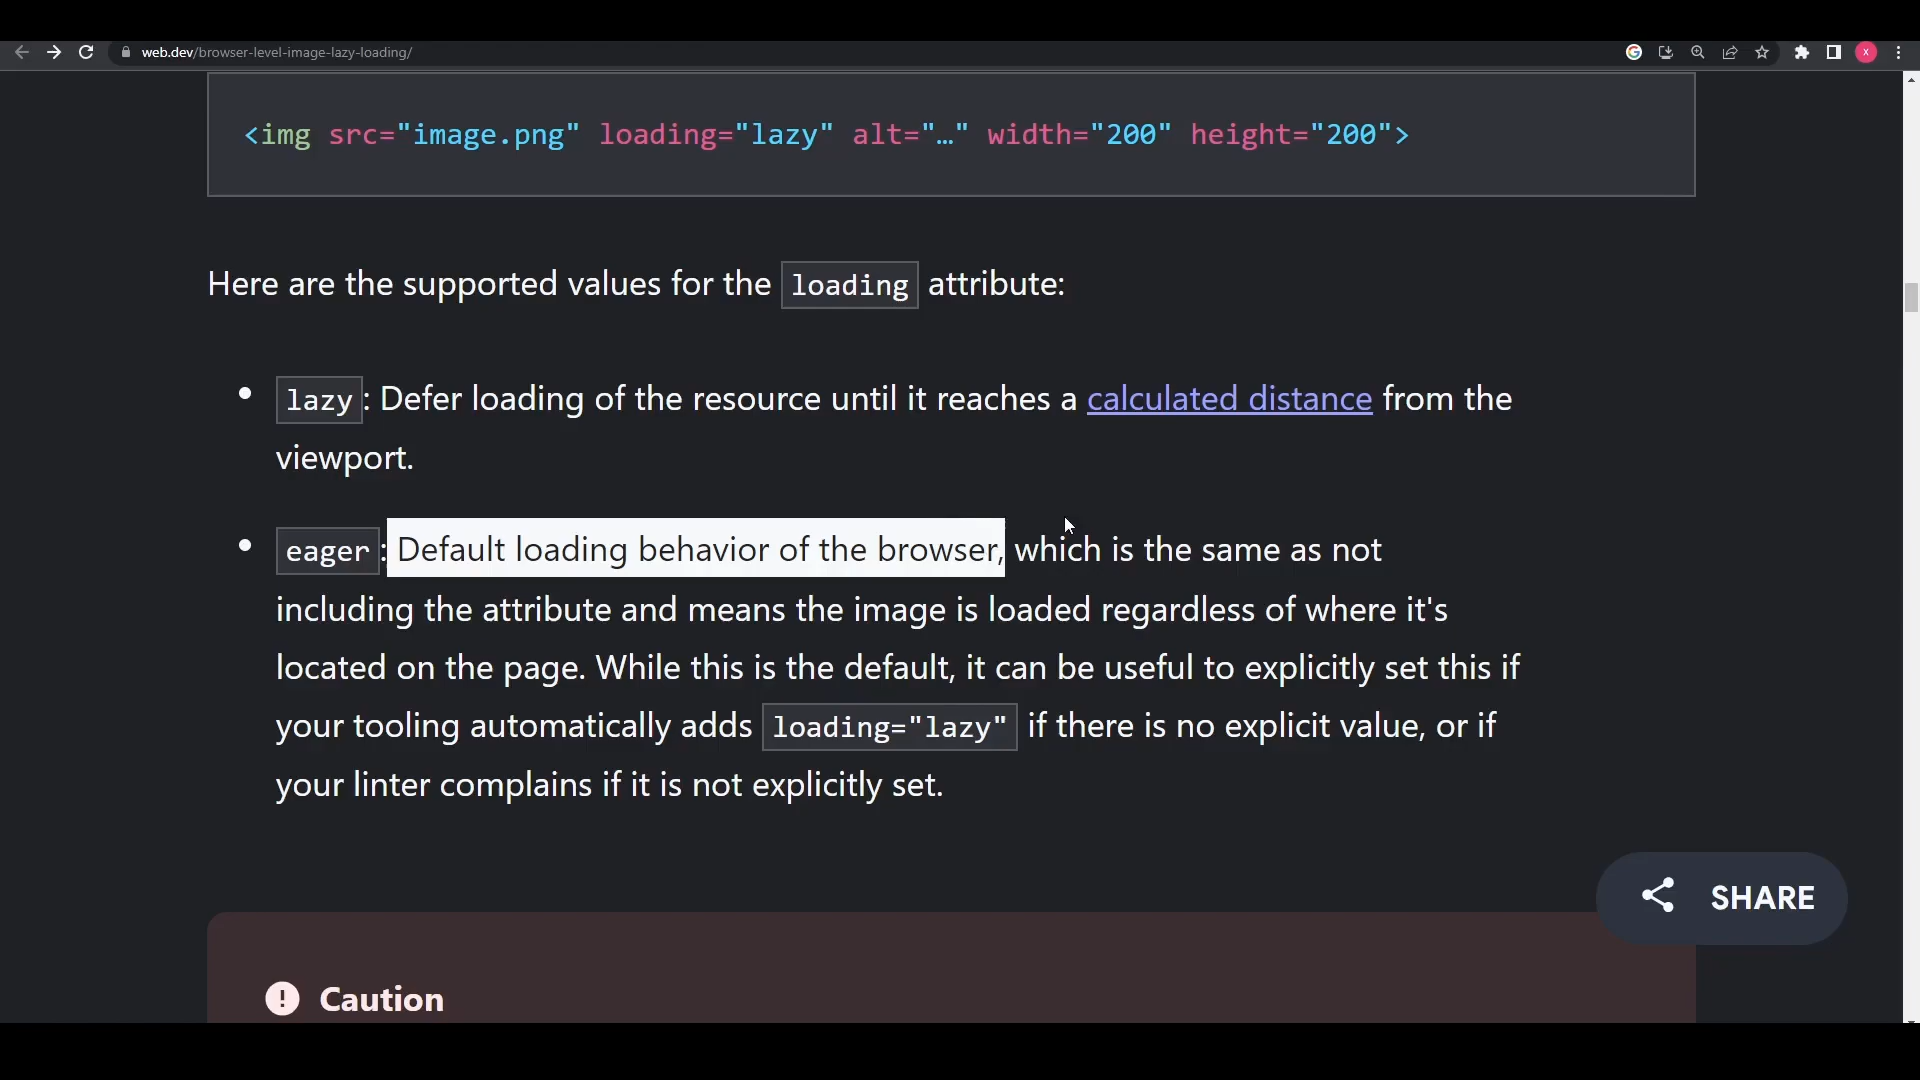 web.dev/browser-level-image-lazy-loading/
x
<img src="image.png" loading="lazy" alt="…" width="200" height="200">
Here are the supported values for the loading attribute:
lazy: Defer loading of the resource until it reaches a calculated distance from the
viewport.
eager: Default loading behavior of the browser, which is the same as not
including the attribute and means the image is loaded regardless of where it's
located on the page. While this is the default, it can be useful to explicitly set this if
your tooling automatically adds loading="lazy" if there is no explicit value, or if
your linter complains if it is not explicitly set.
SHARE
! Caution